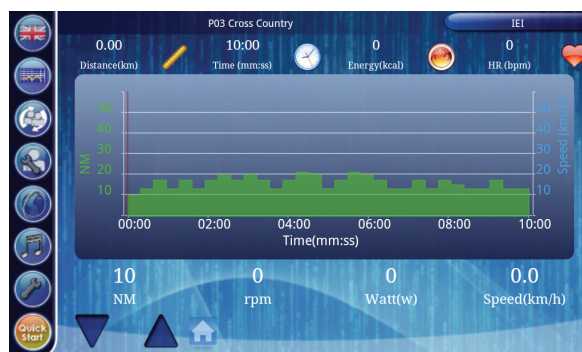 P03 Cross Country
IEI
0.00
Distance(km)
10:00
Time (mm:ss)
0
Energy(kcal)
0
HR (bpm)
50
40
30
20
10
NM
50
40
30
20
10
Speed (km/h)
00:00 02:00 04:00 06:00 08:00 10:00
Time(mm:ss)
10
NM
0
rpm
0
Watt(w)
0.0
Speed(km/h)
Quick
Start